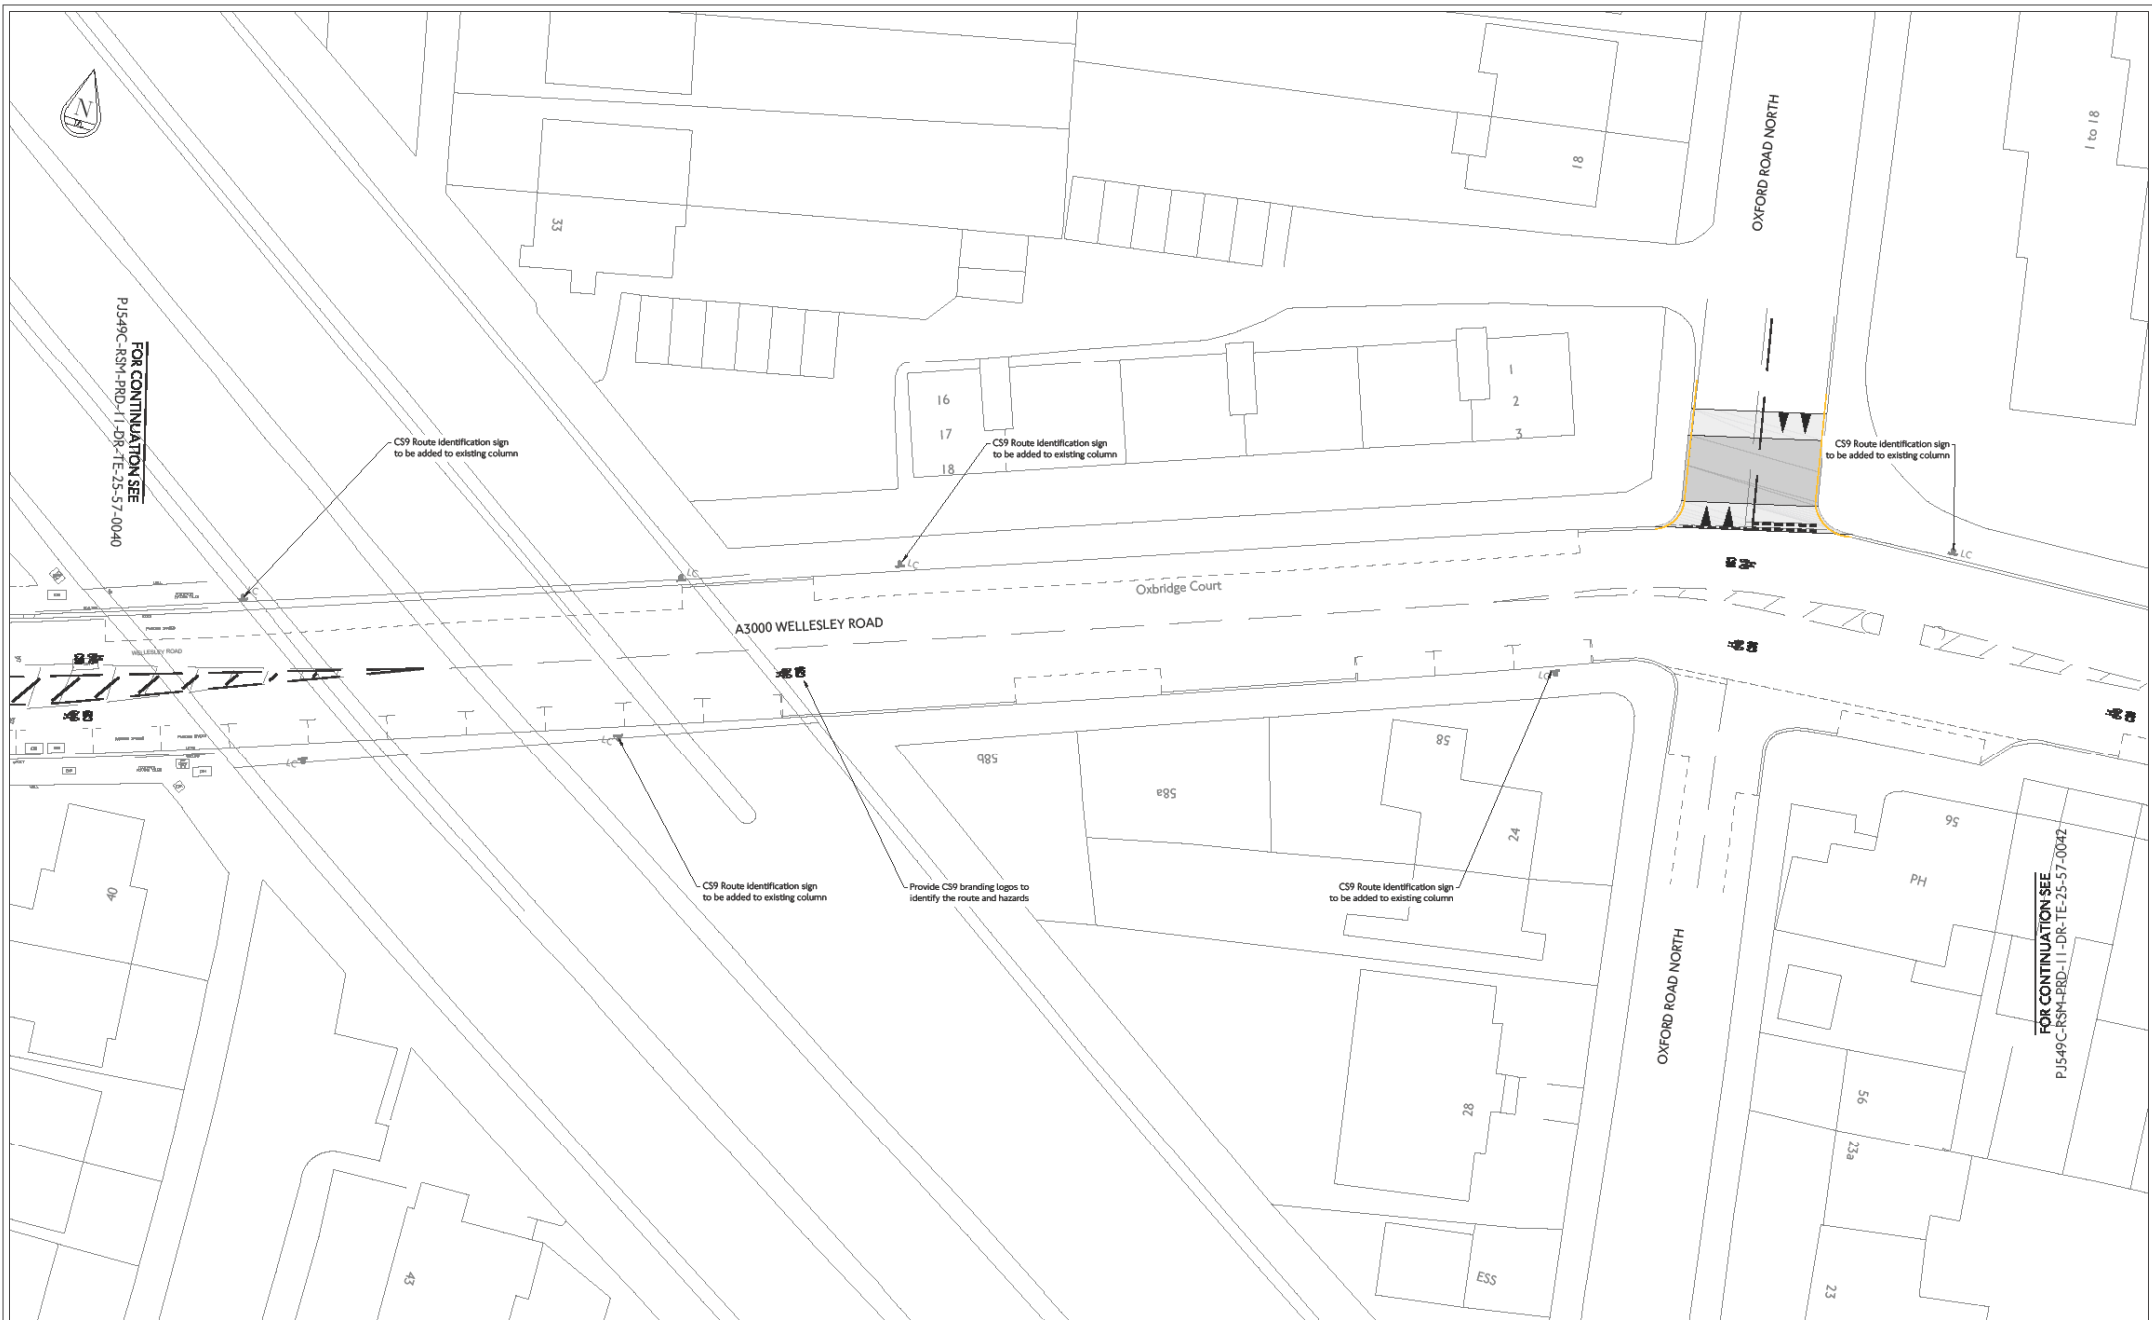 N
OXFORD ROAD NORTH
1 to 18
18
33
FOR CONTINUATION SEE
PJ549C-RSM-PRD-11-DR-TE-25-57-0040
1
2
3
16
17
18
CS9 Route identification sign
to be added to existing column
CS9 Route identification sign
to be added to existing column
CS9 Route identification sign
to be added to existing column
LC
LC
LC
LC
Oxbridge Court
A3000 WELLESLEY ROAD
WELLESLEY ROAD
LC
LC
LC
58b
58a
58
24
56
PH
40
CS9 Route identification sign
to be added to existing column
Provide CS9 branding logos to
identify the route and hazards
CS9 Route identification sign
to be added to existing column
FOR CONTINUATION SEE
PJ549C-RSM-PRD-11-DR-TE-25-57-0042
OXFORD ROAD NORTH
28
56
23a
43
ESS
23